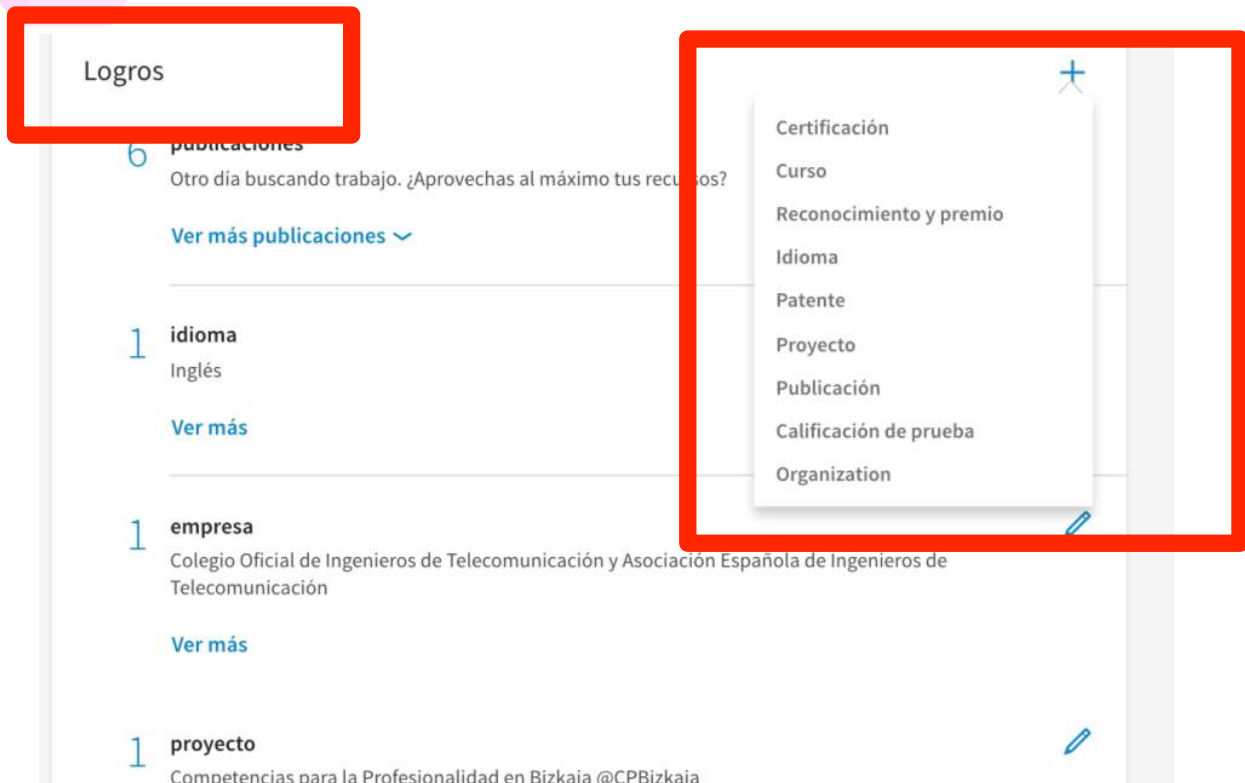 Logros
6 publicaciones
Otro día buscando trabajo. ¿Aprovechas al máximo tus recursos?
Ver más publicaciones
1 idioma
Inglés
Ver más
1 empresa
Colegio Oficial de Ingenieros de Telecomunicación y Asociación Española de Ingenieros de
Telecomunicación
Ver más
1 proyecto
Competencias para la Profesionalidad en Bizkaia @CPBizkaia
Certificación
Curso
Reconocimiento y premio
Idioma
Patente
Proyecto
Publicación
Calificación de prueba
Organization